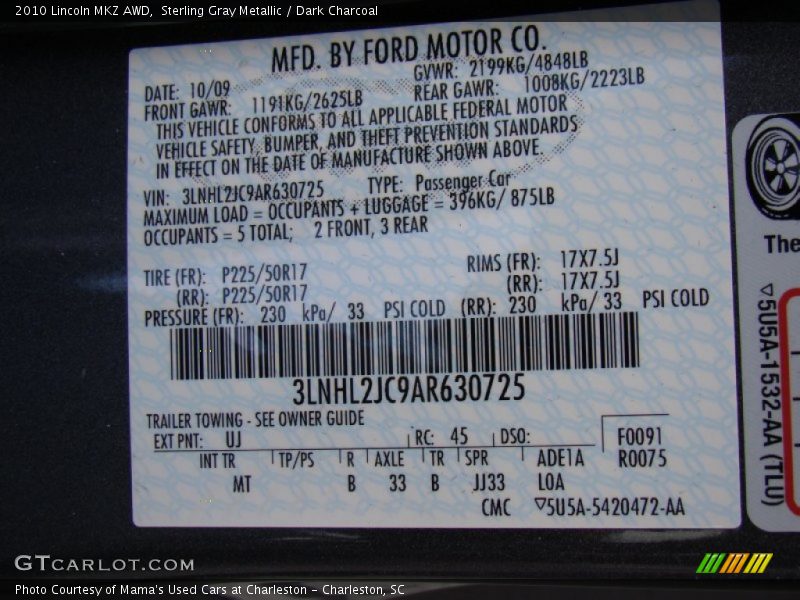 2010 Lincoln MKZ AWD, Sterling Gray Metallic / Dark Charcoal
MFD. BY FORD MOTOR CO.
DATE: 10/09 GVWR: 2199KG/4848LB
FRONT GAWR: 1191KG/2625LB REAR GAWR: 1008KG/2223LB
THIS VEHICLE CONFORMS TO ALL APPLICABLE FEDERAL MOTOR
VEHICLE SAFETY, BUMPER, AND THEFT PREVENTION STANDARDS
IN EFFECT ON THE DATE OF MANUFACTURE SHOWN ABOVE.
VIN: 3LNHL2JC9AR630725 TYPE: Passenger Car
MAXIMUM LOAD = OCCUPANTS + LUGGAGE = 396KG/ 875LB
OCCUPANTS = 5 TOTAL; 2 FRONT, 3 REAR
TIRE (FR): P225/50R17 RIMS (FR): 17X7.5J
(RR): P225/50R17 (RR): 17X7.5J
PRESSURE (FR): 230 kPa/ 33 PSI COLD (RR): 230 kPa/ 33 PSI COLD
3LNHL2JC9AR630725
TRAILER TOWING - SEE OWNER GUIDE
EXT PNT: UJ RC: 45 DSO: F0091
INT TR TP/PS R AXLE TR SPR ADE1A R0075
MT B 33 B JJ33 LOA
CMC ▽5U5A-5420472-AA
The
▽5U5A-1532-AA (TLU)
GTCARLOT.COM
Photo Courtesy of Mama's Used Cars at Charleston - Charleston, SC